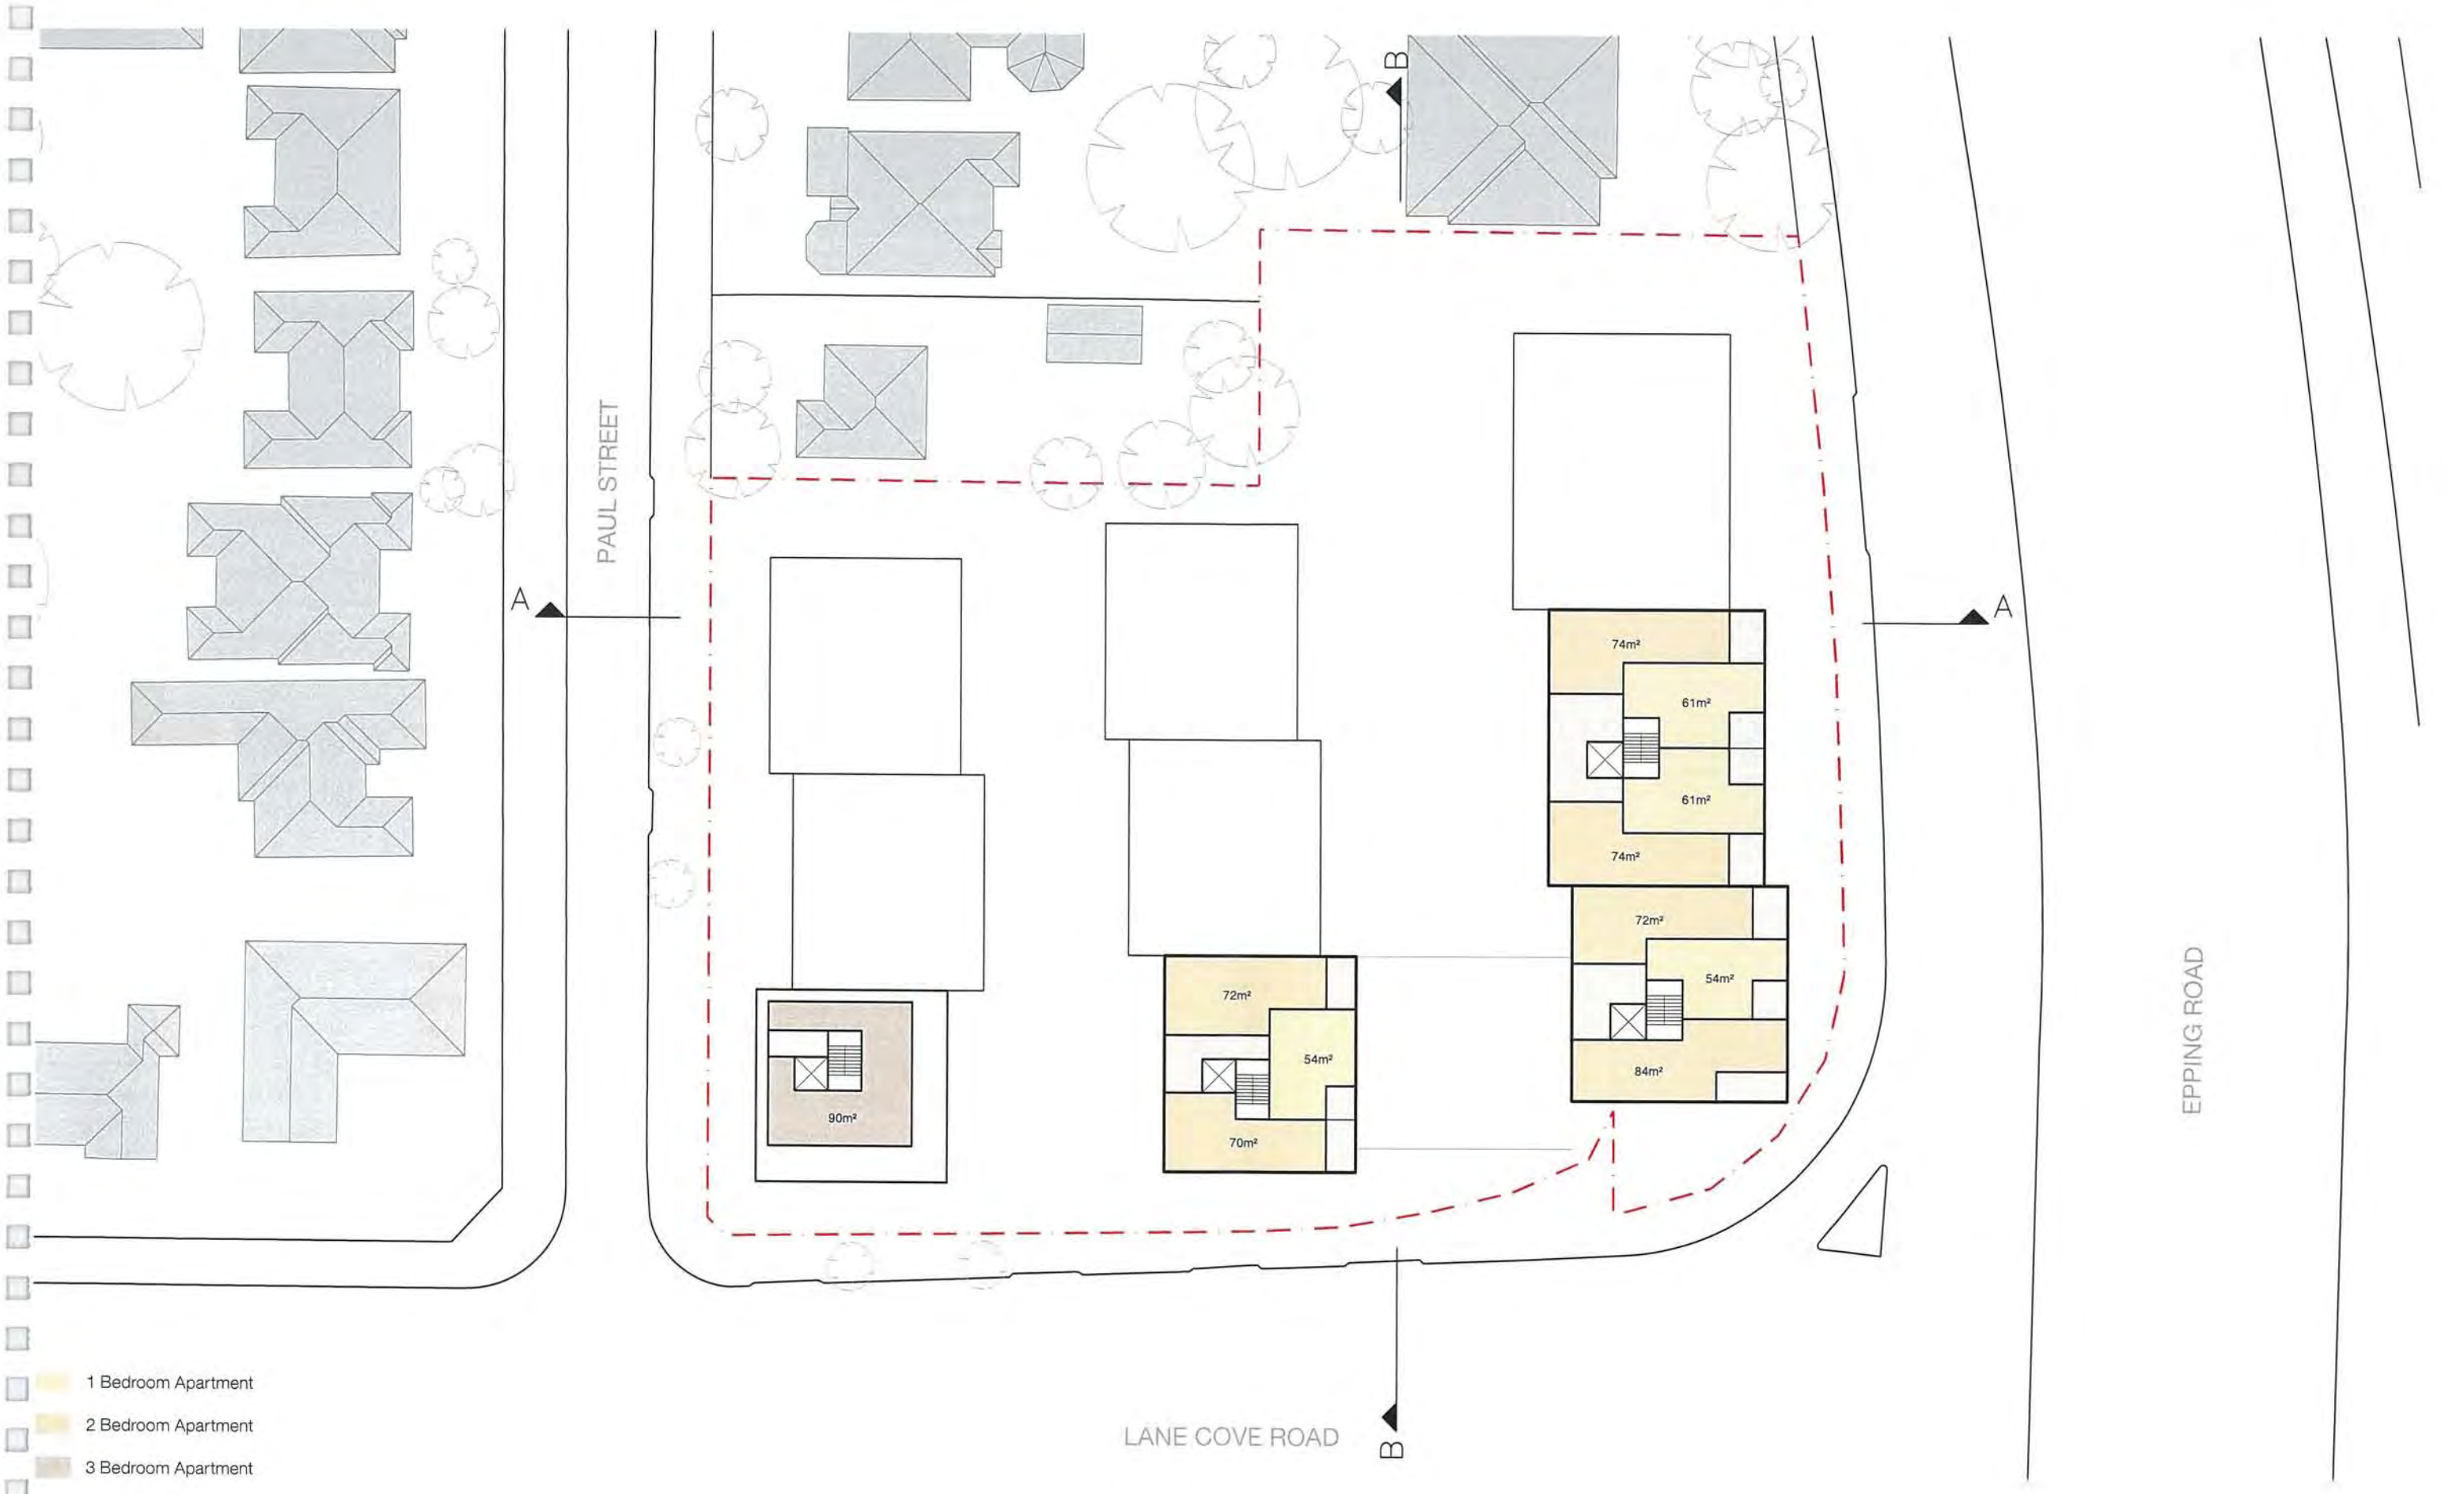 B
PAUL STREET
A
A
74m²
61m²
61m²
74m²
72m²
54m²
84m²
72m²
54m²
70m²
90m²
EPPING ROAD
1 Bedroom Apartment
2 Bedroom Apartment
3 Bedroom Apartment
LANE COVE ROAD
B